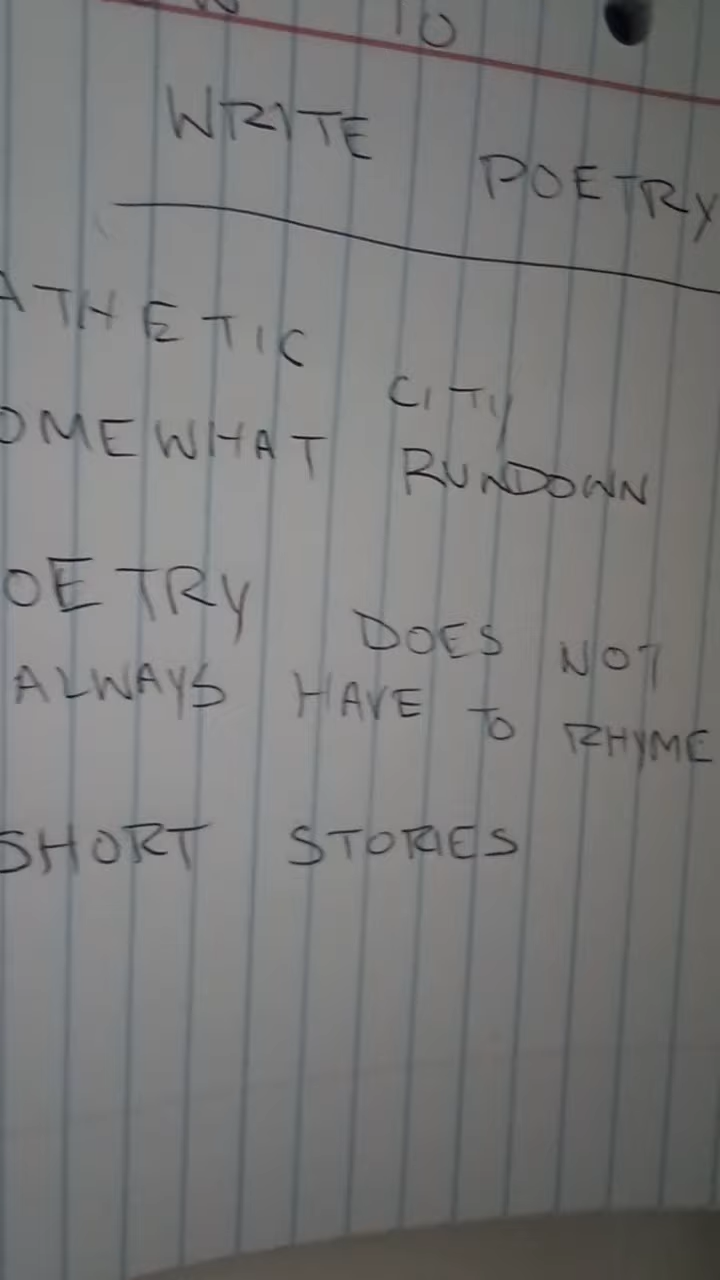 TO
WRITE POETRY
ATHETIC CITY
OMEWHAT RUNDOWN
OETRY DOES NOT
ALWAYS HAVE TO RHYME
SHORT STORIES